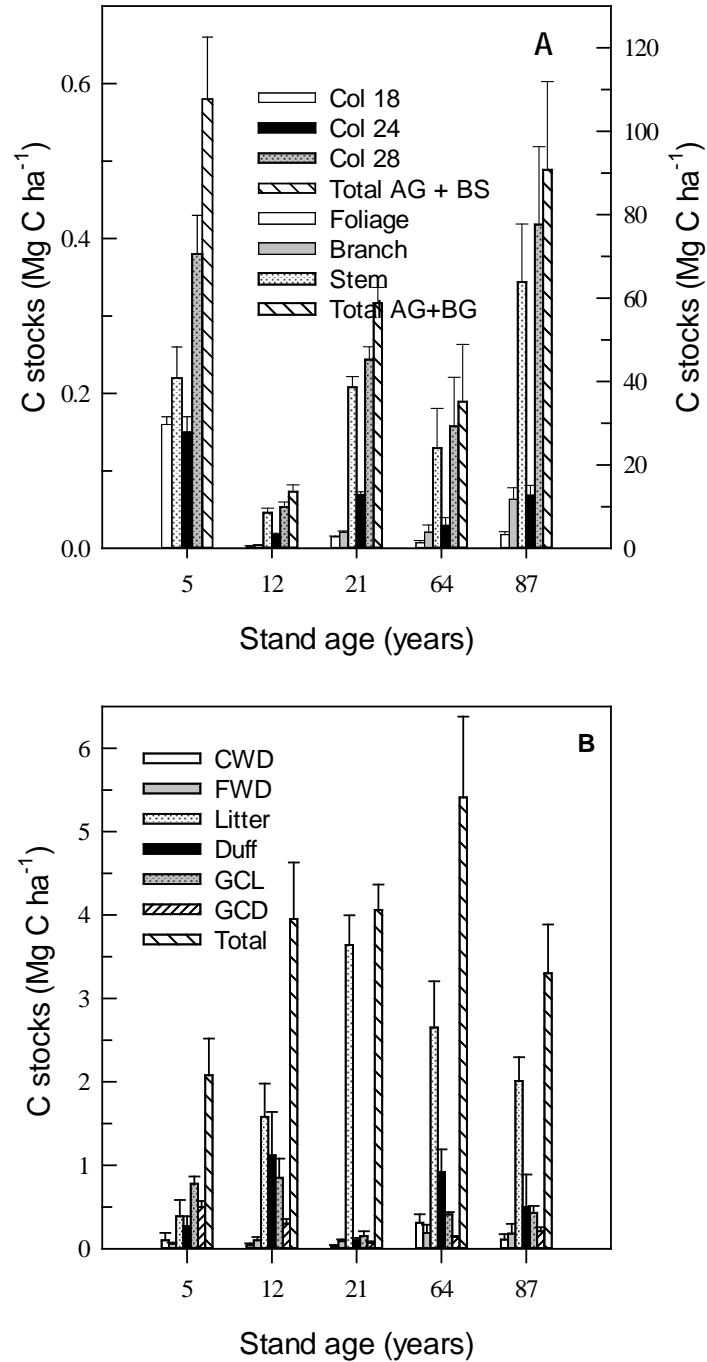 A
C stocks (Mg C ha-1)
0.6
0.4
0.2
0.0
Col 18
Col 24
Col 28
Total AG + BS
Foliage
Branch
Stem
Total AG+BG
120
100
80
60
40
20
0
C stocks (Mg C ha-1)
5 12 21 64 87
Stand age (years)
B
C stocks (Mg C ha-1)
6
5
4
3
2
1
0
CWD
FWD
Litter
Duff
GCL
GCD
Total
5 12 21 64 87
Stand age (years)